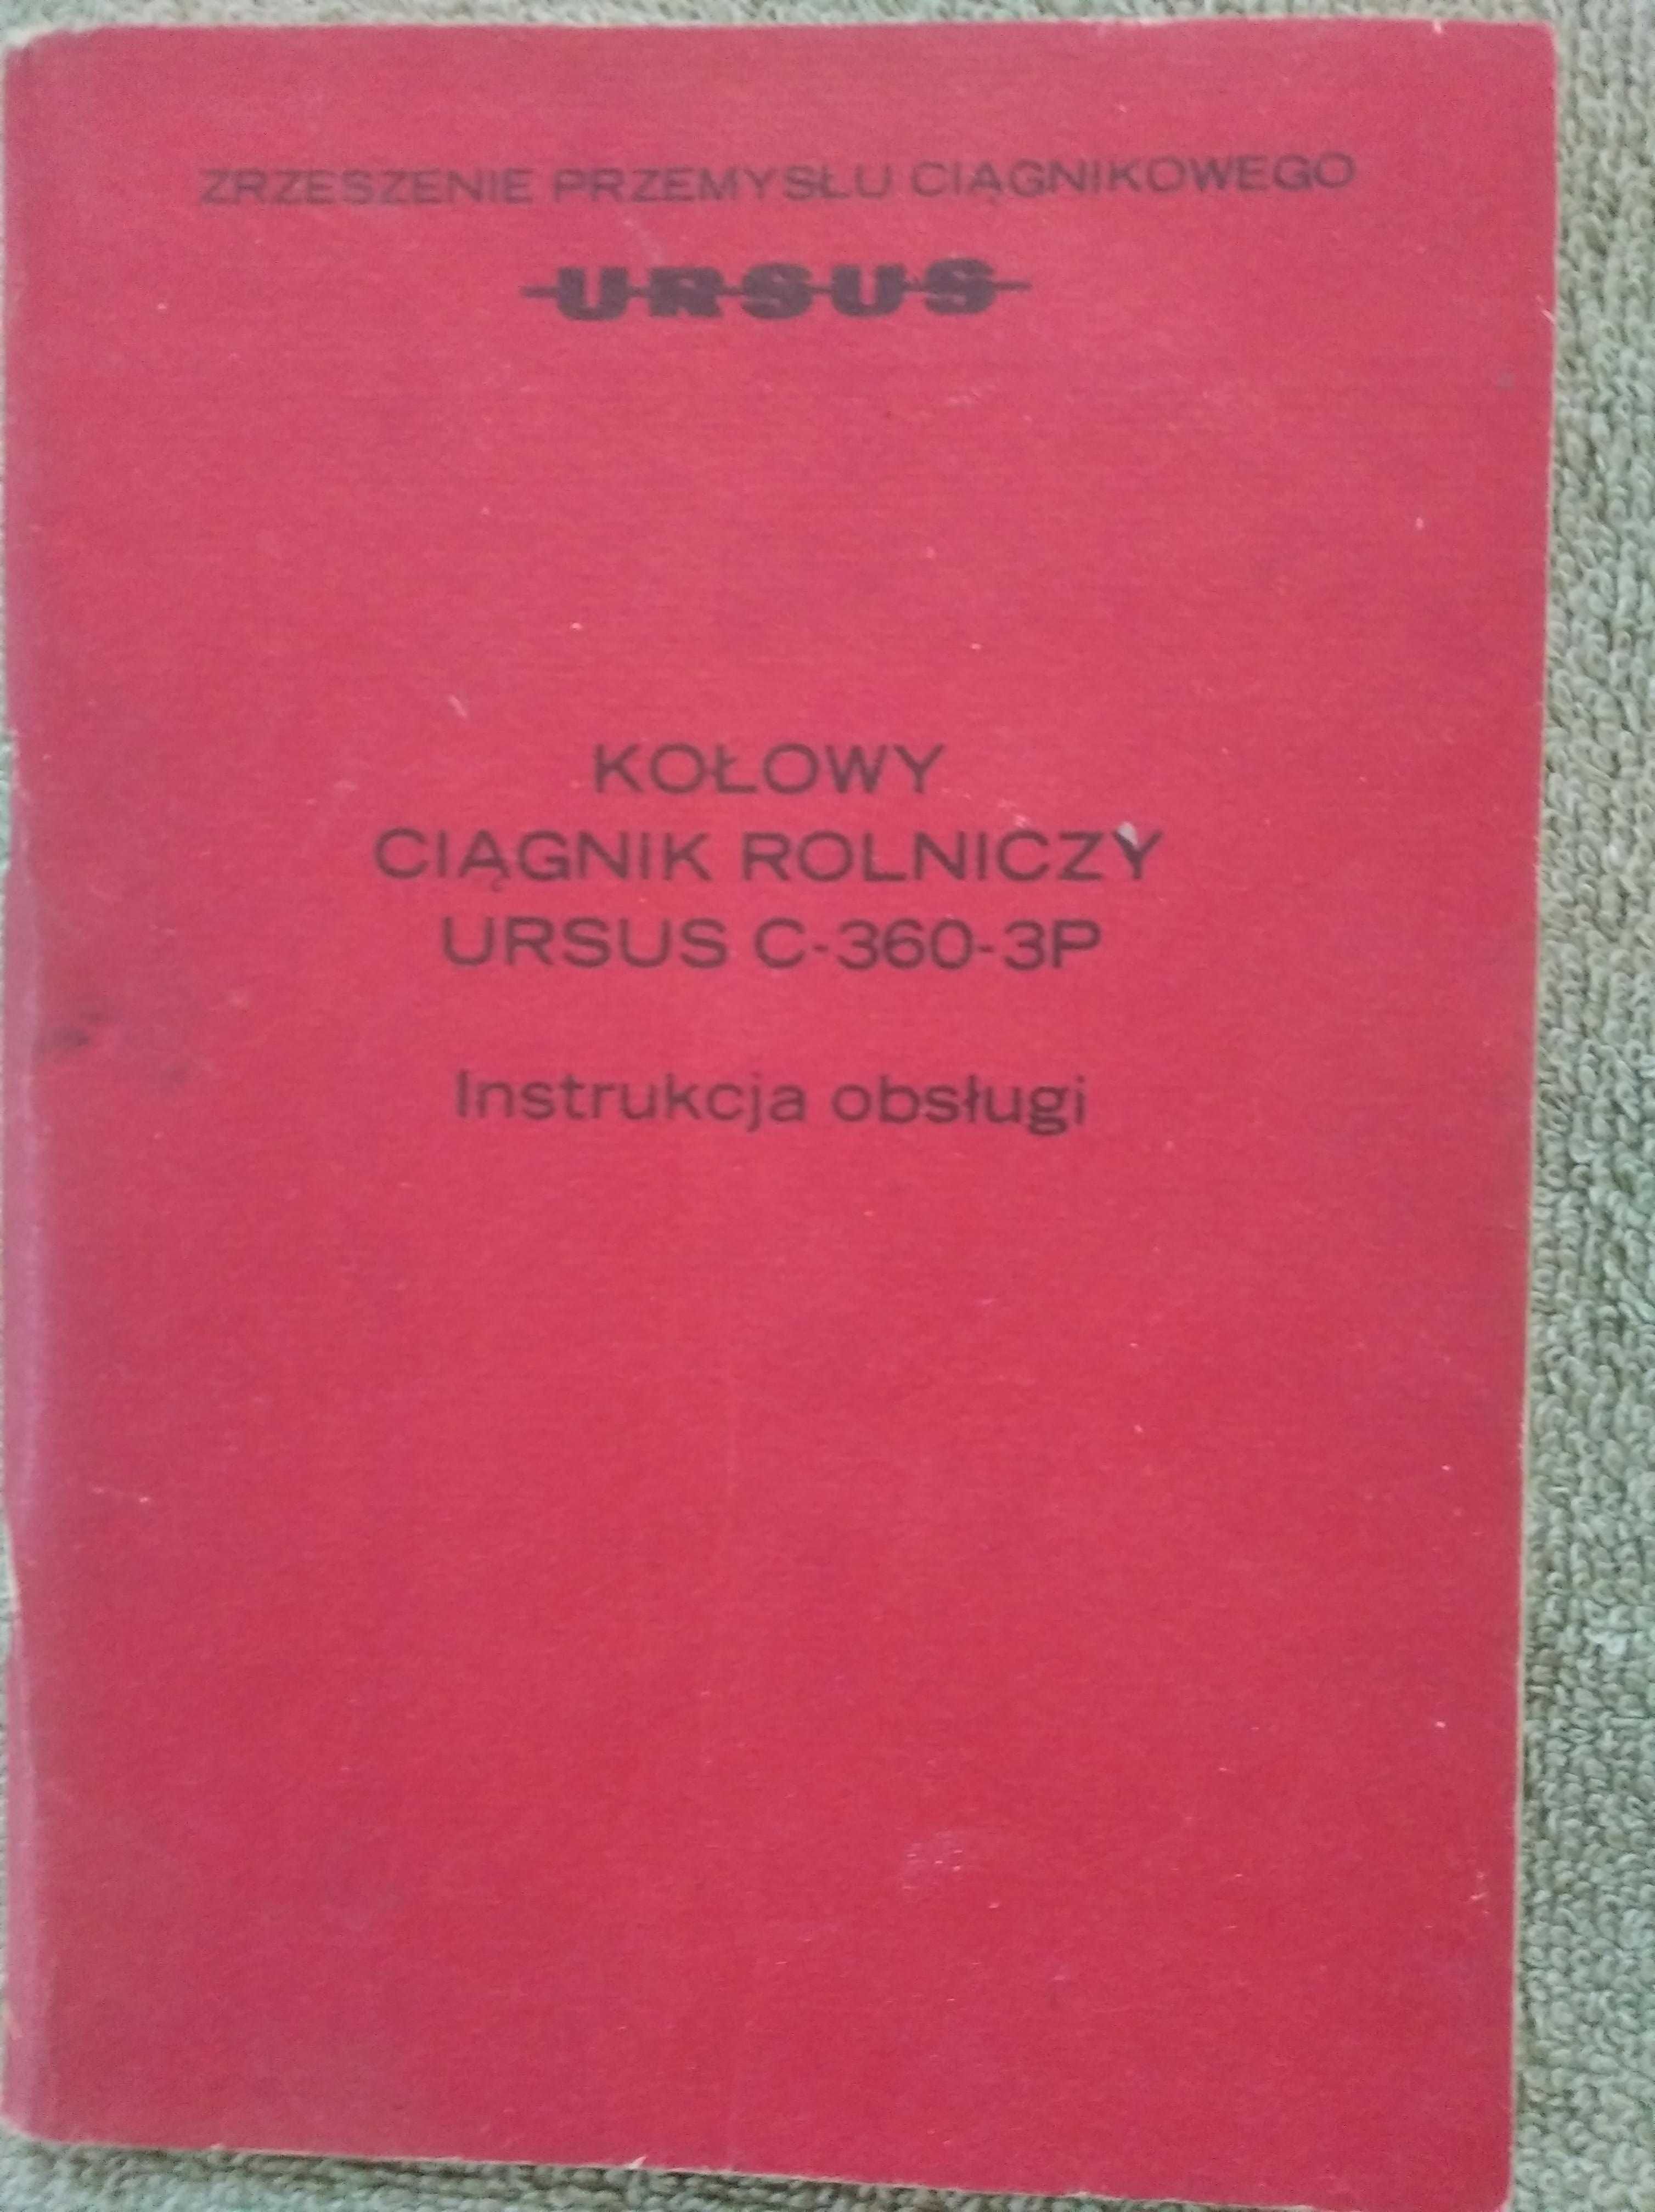 ZRZESZENIE PRZEMYSŁU CIĄGNIKOWEGO
URSUS
KOŁOWY
CIĄGNIK ROLNICZY
URSUS C-360-3P
Instrukcja obsługi